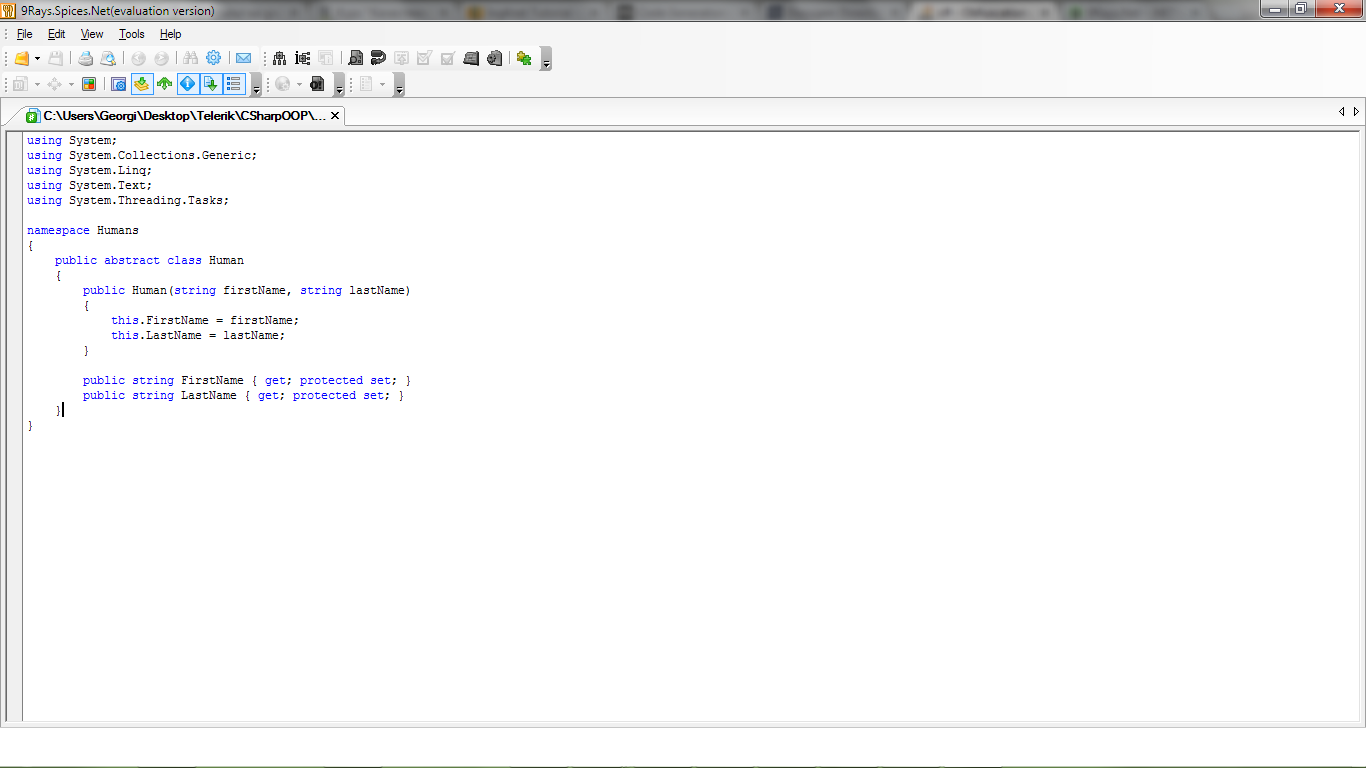 9Rays.Spices.Net(evaluation version)
File Edit View Tools Help
C:\Users\Georgi\Desktop\Telerik\CSharpOOP\...
using System;
using System.Collections.Generic;
using System.Linq;
using System.Text;
using System.Threading.Tasks;
namespace Humans
{
public abstract class Human
{
public Human(string firstName, string lastName)
{
this.FirstName = firstName;
this.LastName = lastName;
}
public string FirstName { get; protected set; }
public string LastName { get; protected set; }
}
}